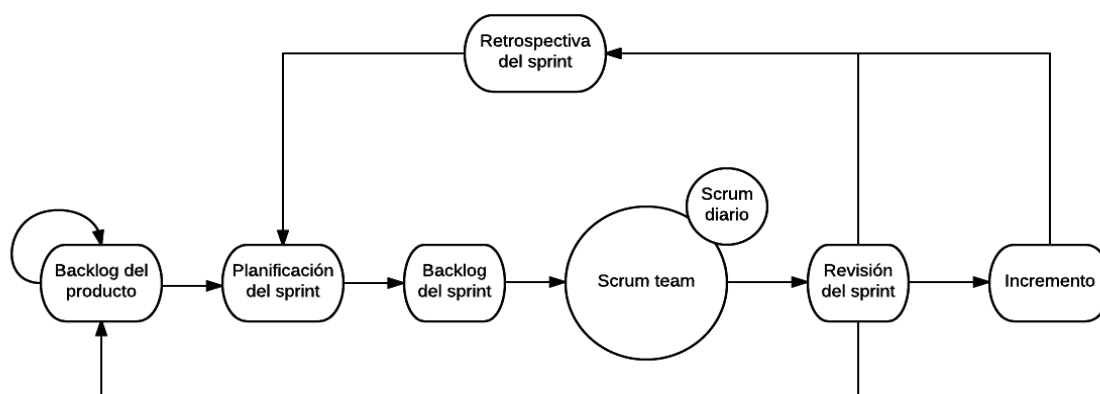 Retrospectiva
del sprint
Scrum
diario
Backlog del
producto
Planificación
del sprint
Backlog
del sprint
Scrum team
Revisión
del sprint
Incremento